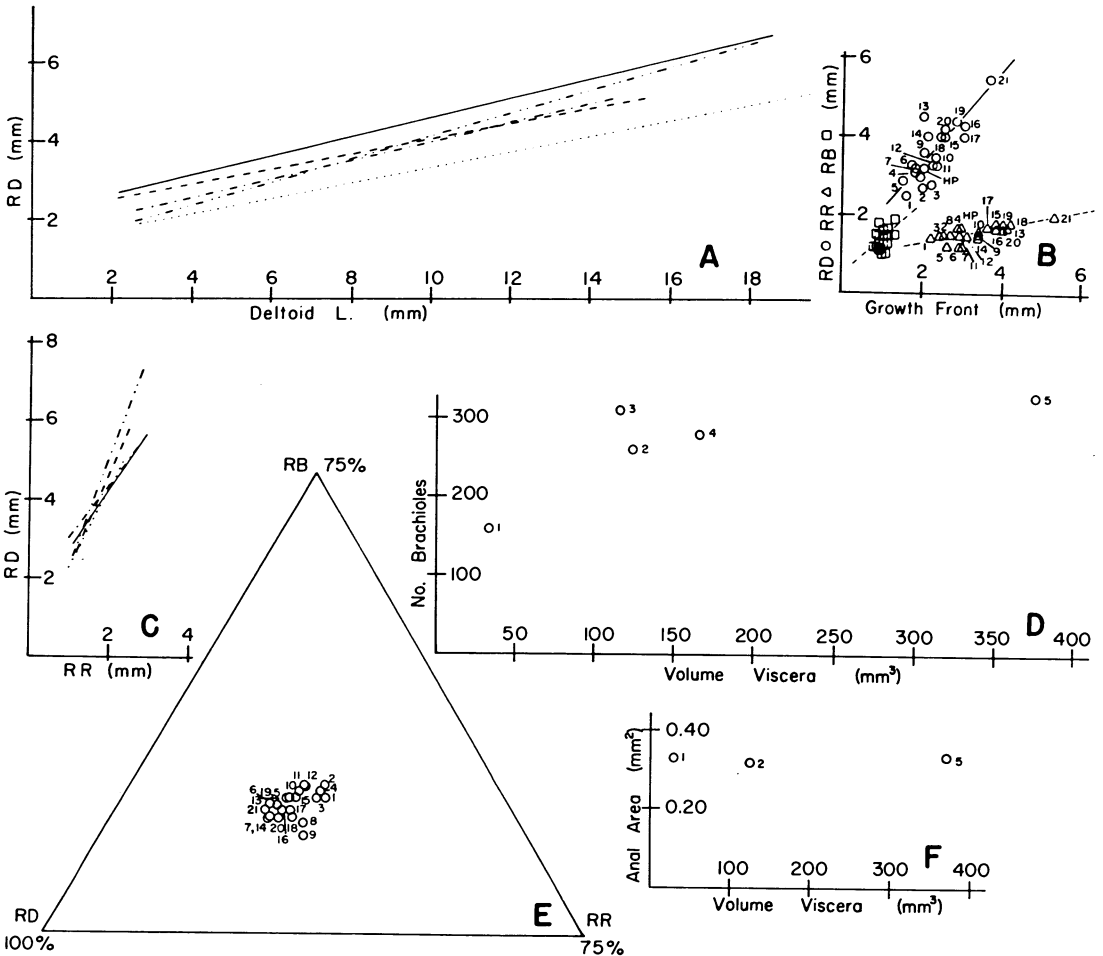 6
4
2
RD (mm)
2 4 6 8 10 12 14 16 18
Deltoid L. (mm)
A
6
4
2
RD ○ RR △ RB □ (mm)
13 19 16 21
14 20 17
9 18 15
12 10
7 6 11
4 HP
5 1 2 3
17
8 4 HP 10 15 19 18 21
1 3 2 16 13
5 6 7 14 9 20
11 12
2 4 6
Growth Front (mm)
B
8
6
4
2
RD (mm)
2 4
RR (mm)
C
300
200
100
No. Brachioles
3
2
4
5
1
50 100 150 200 250 300 350 400
Volume Viscera (mm³)
D
RB 75%
11 12 2
6 19 5 10 24
13 15 1
21 17 3
7,14 20 18 8
16 9
RD
100%
RR
75%
E
0.40
0.20
Anal Area (mm²)
1
2
5
100 200 300 400
Volume Viscera (mm³)
F